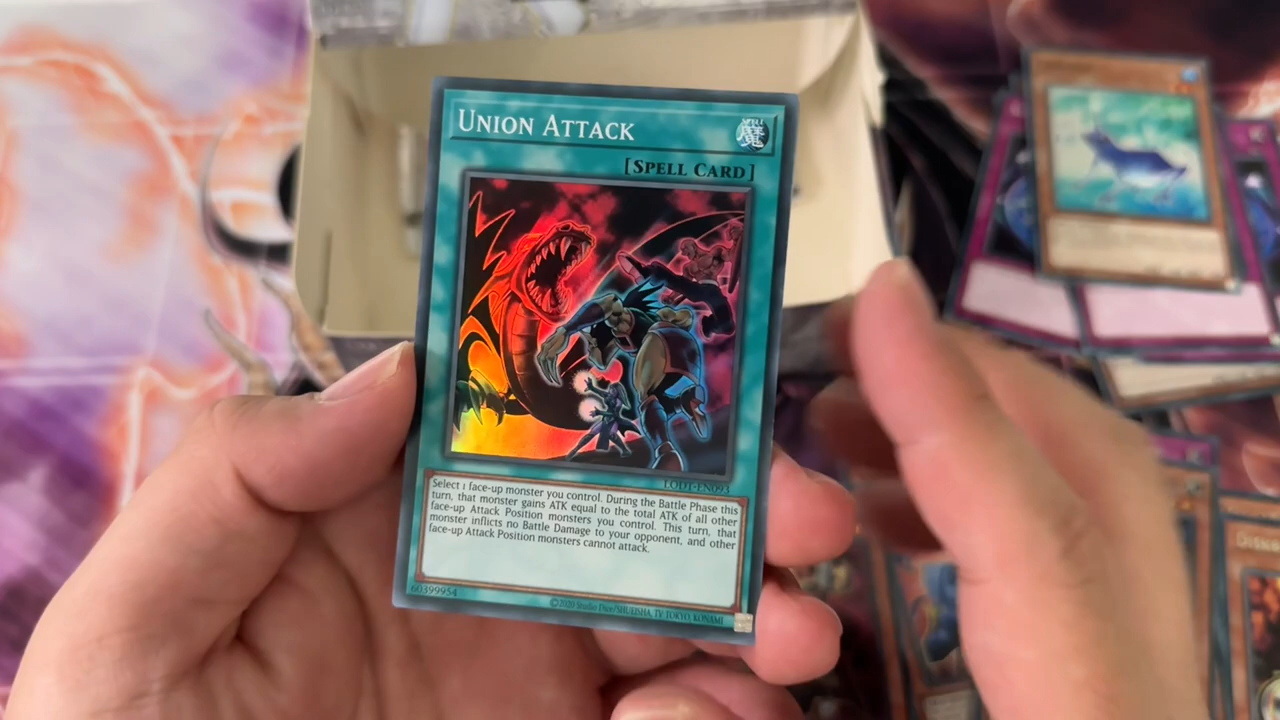 UNION ATTACK
[SPELL CARD]
LODT-EN093
Select 1 face-up monster you control. During the Battle Phase this
turn, that monster gains ATK equal to the total ATK of all other
face-up Attack Position monsters you control. This turn, that
monster inflicts no Battle Damage to your opponent, and other
face-up Attack Position monsters cannot attack.
60399954
©2020 Studio Dice/SHUEISHA, TV TOKYO, KONAMI